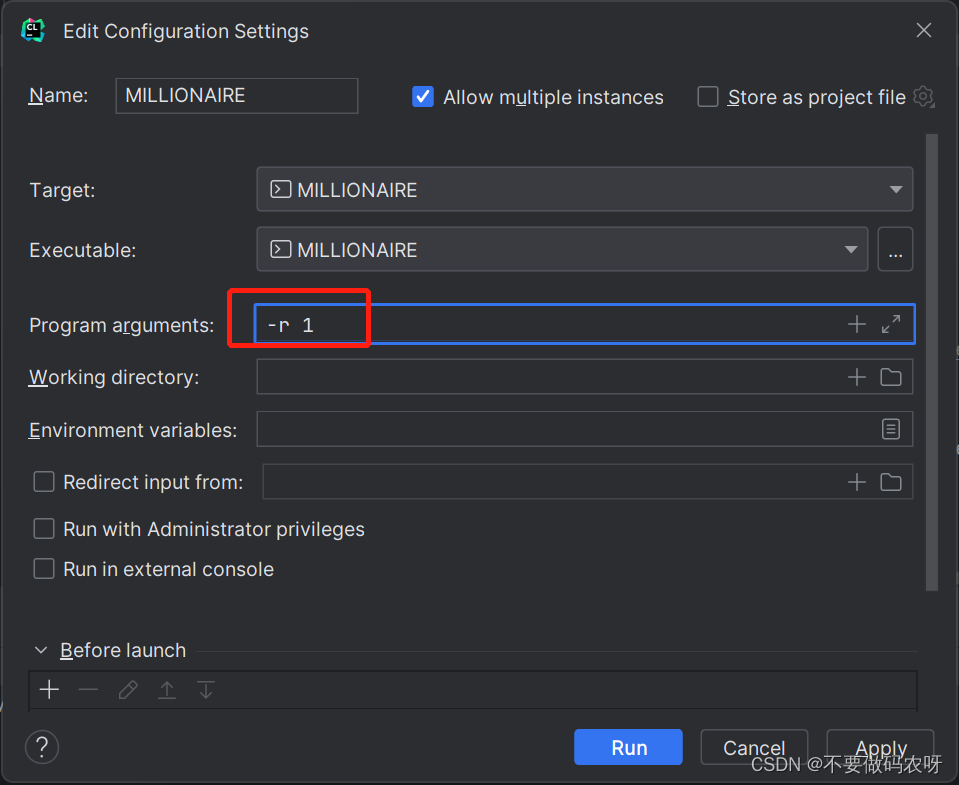 CL
Edit Configuration Settings
Name: MILLIONAIRE Allow multiple instances Store as project file
Target: MILLIONAIRE
Executable: MILLIONAIRE ...
Program arguments: -r 1
Working directory:
Environment variables:
Redirect input from:
Run with Administrator privileges
Run in external console
Before launch
? Run Cancel Apply
CSDN @不要做码农呀